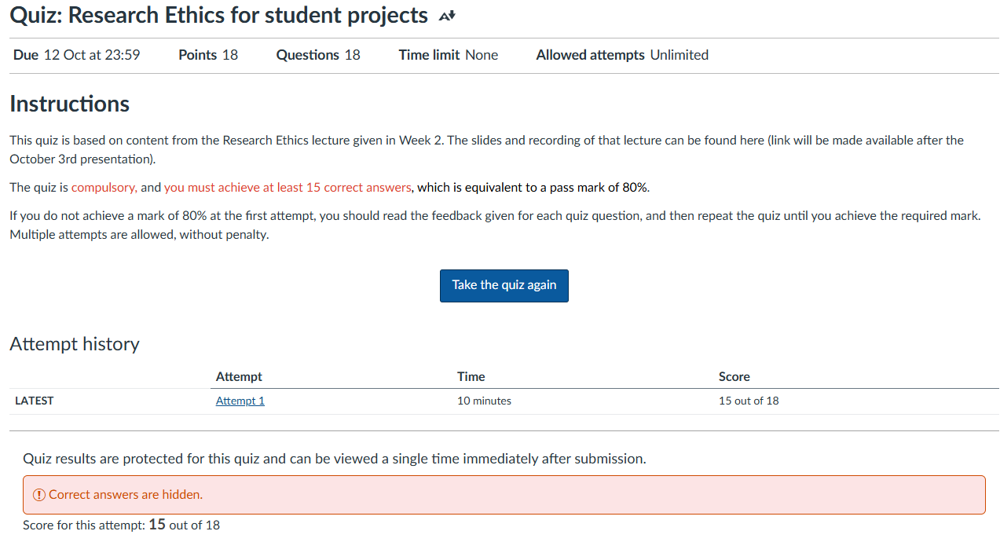 Quiz: Research Ethics for student projects
Due 12 Oct at 23:59 Points 18 Questions 18 Time limit None Allowed attempts Unlimited
Instructions
This quiz is based on content from the Research Ethics lecture given in Week 2. The slides and recording of that lecture can be found here (link will be made available after the
October 3rd presentation).
The quiz is compulsory, and you must achieve at least 15 correct answers, which is equivalent to a pass mark of 80%.
If you do not achieve a mark of 80% at the first attempt, you should read the feedback given for each quiz question, and then repeat the quiz until you achieve the required mark.
Multiple attempts are allowed, without penalty.
Take the quiz again
Attempt history
Attempt Time Score
LATEST Attempt 1 10 minutes 15 out of 18
Quiz results are protected for this quiz and can be viewed a single time immediately after submission.
Correct answers are hidden.
Score for this attempt: 15 out of 18